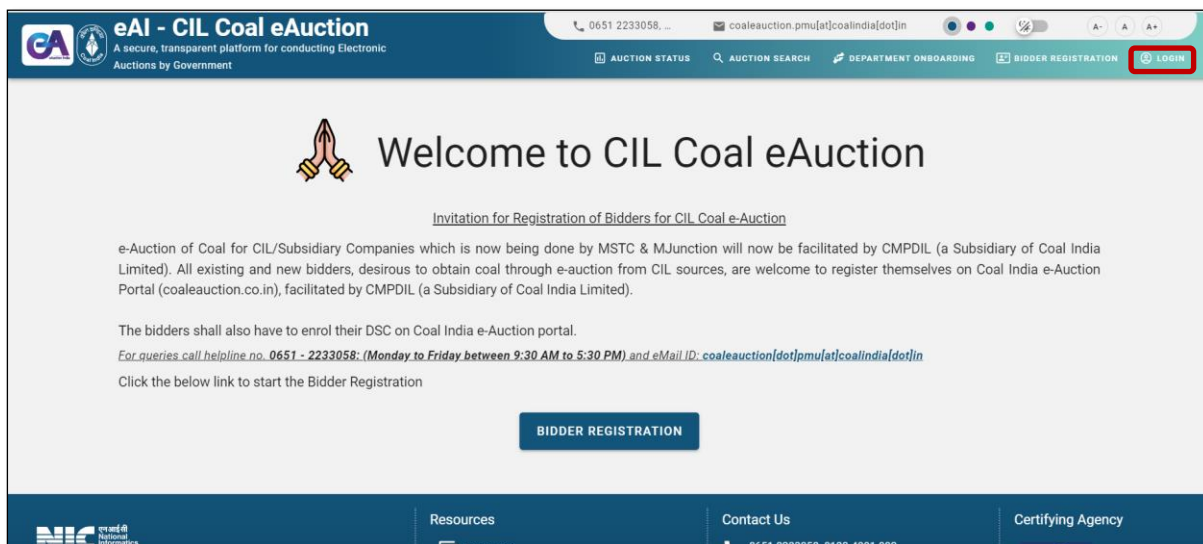 eAI - CIL Coal eAuction
A secure, transparent platform for conducting Electronic
Auctions by Government
0651 2233058, ...
coaleauction.pmu[at]coalindia[dot]in
A-
A
A+
AUCTION STATUS
AUCTION SEARCH
DEPARTMENT ONBOARDING
BIDDER REGISTRATION
LOGIN
Welcome to CIL Coal eAuction
Invitation for Registration of Bidders for CIL Coal e-Auction
e-Auction of Coal for CIL/Subsidiary Companies which is now being done by MSTC & MJunction will now be facilitated by CMPDIL (a Subsidiary of Coal India
Limited). All existing and new bidders, desirous to obtain coal through e-auction from CIL sources, are welcome to register themselves on Coal India e-Auction
Portal (coaleauction.co.in), facilitated by CMPDIL (a Subsidiary of Coal India Limited).
The bidders shall also have to enrol their DSC on Coal India e-Auction portal.
For queries call helpline no. 0651 - 2233058: (Monday to Friday between 9:30 AM to 5:30 PM) and eMail ID: coaleauction[dot]pmu[at]coalindia[dot]in
Click the below link to start the Bidder Registration
BIDDER REGISTRATION
NIC
एनआईसी
National
Informatics
Resources
Contact Us
Certifying Agency